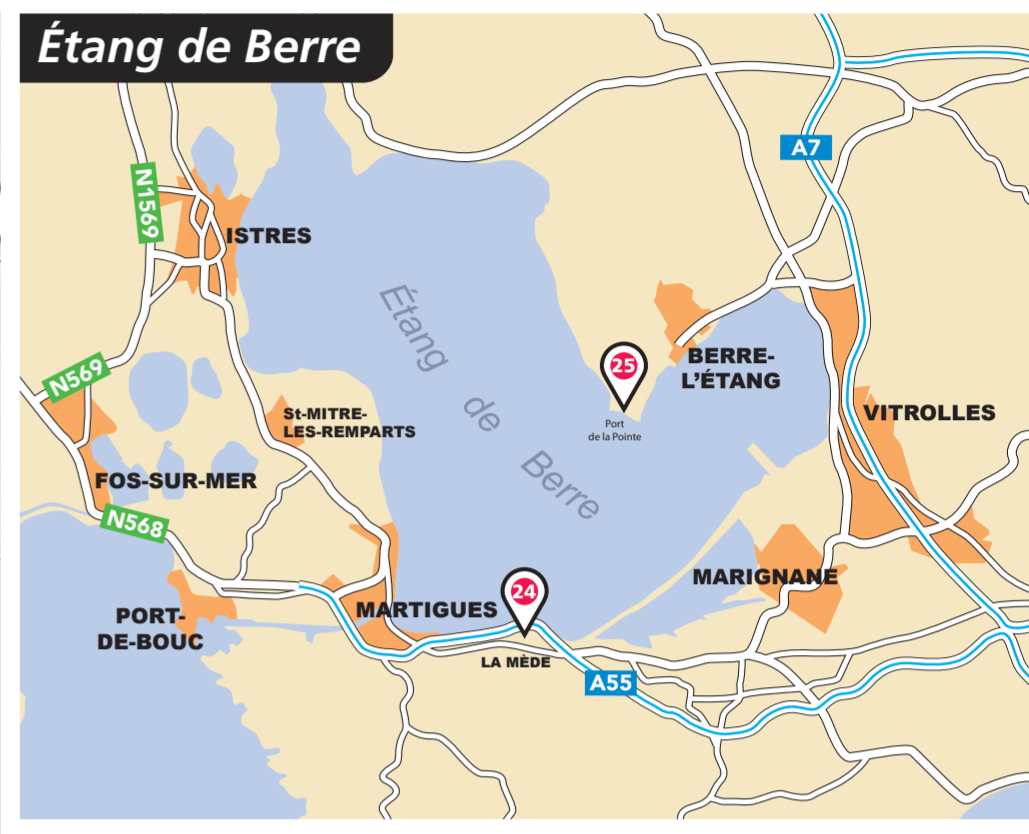 Étang de Berre
A7
N1569
ISTRES
Étang
de
Berre
BERRE-
L'ÉTANG
25
Port
de la Pointe
N569
VITROLLES
St-MITRE-
LES-REMPARTS
FOS-SUR-MER
N568
MARIGNANE
24
MARTIGUES
PORT-
DE-BOUC
LA MÈDE
A55